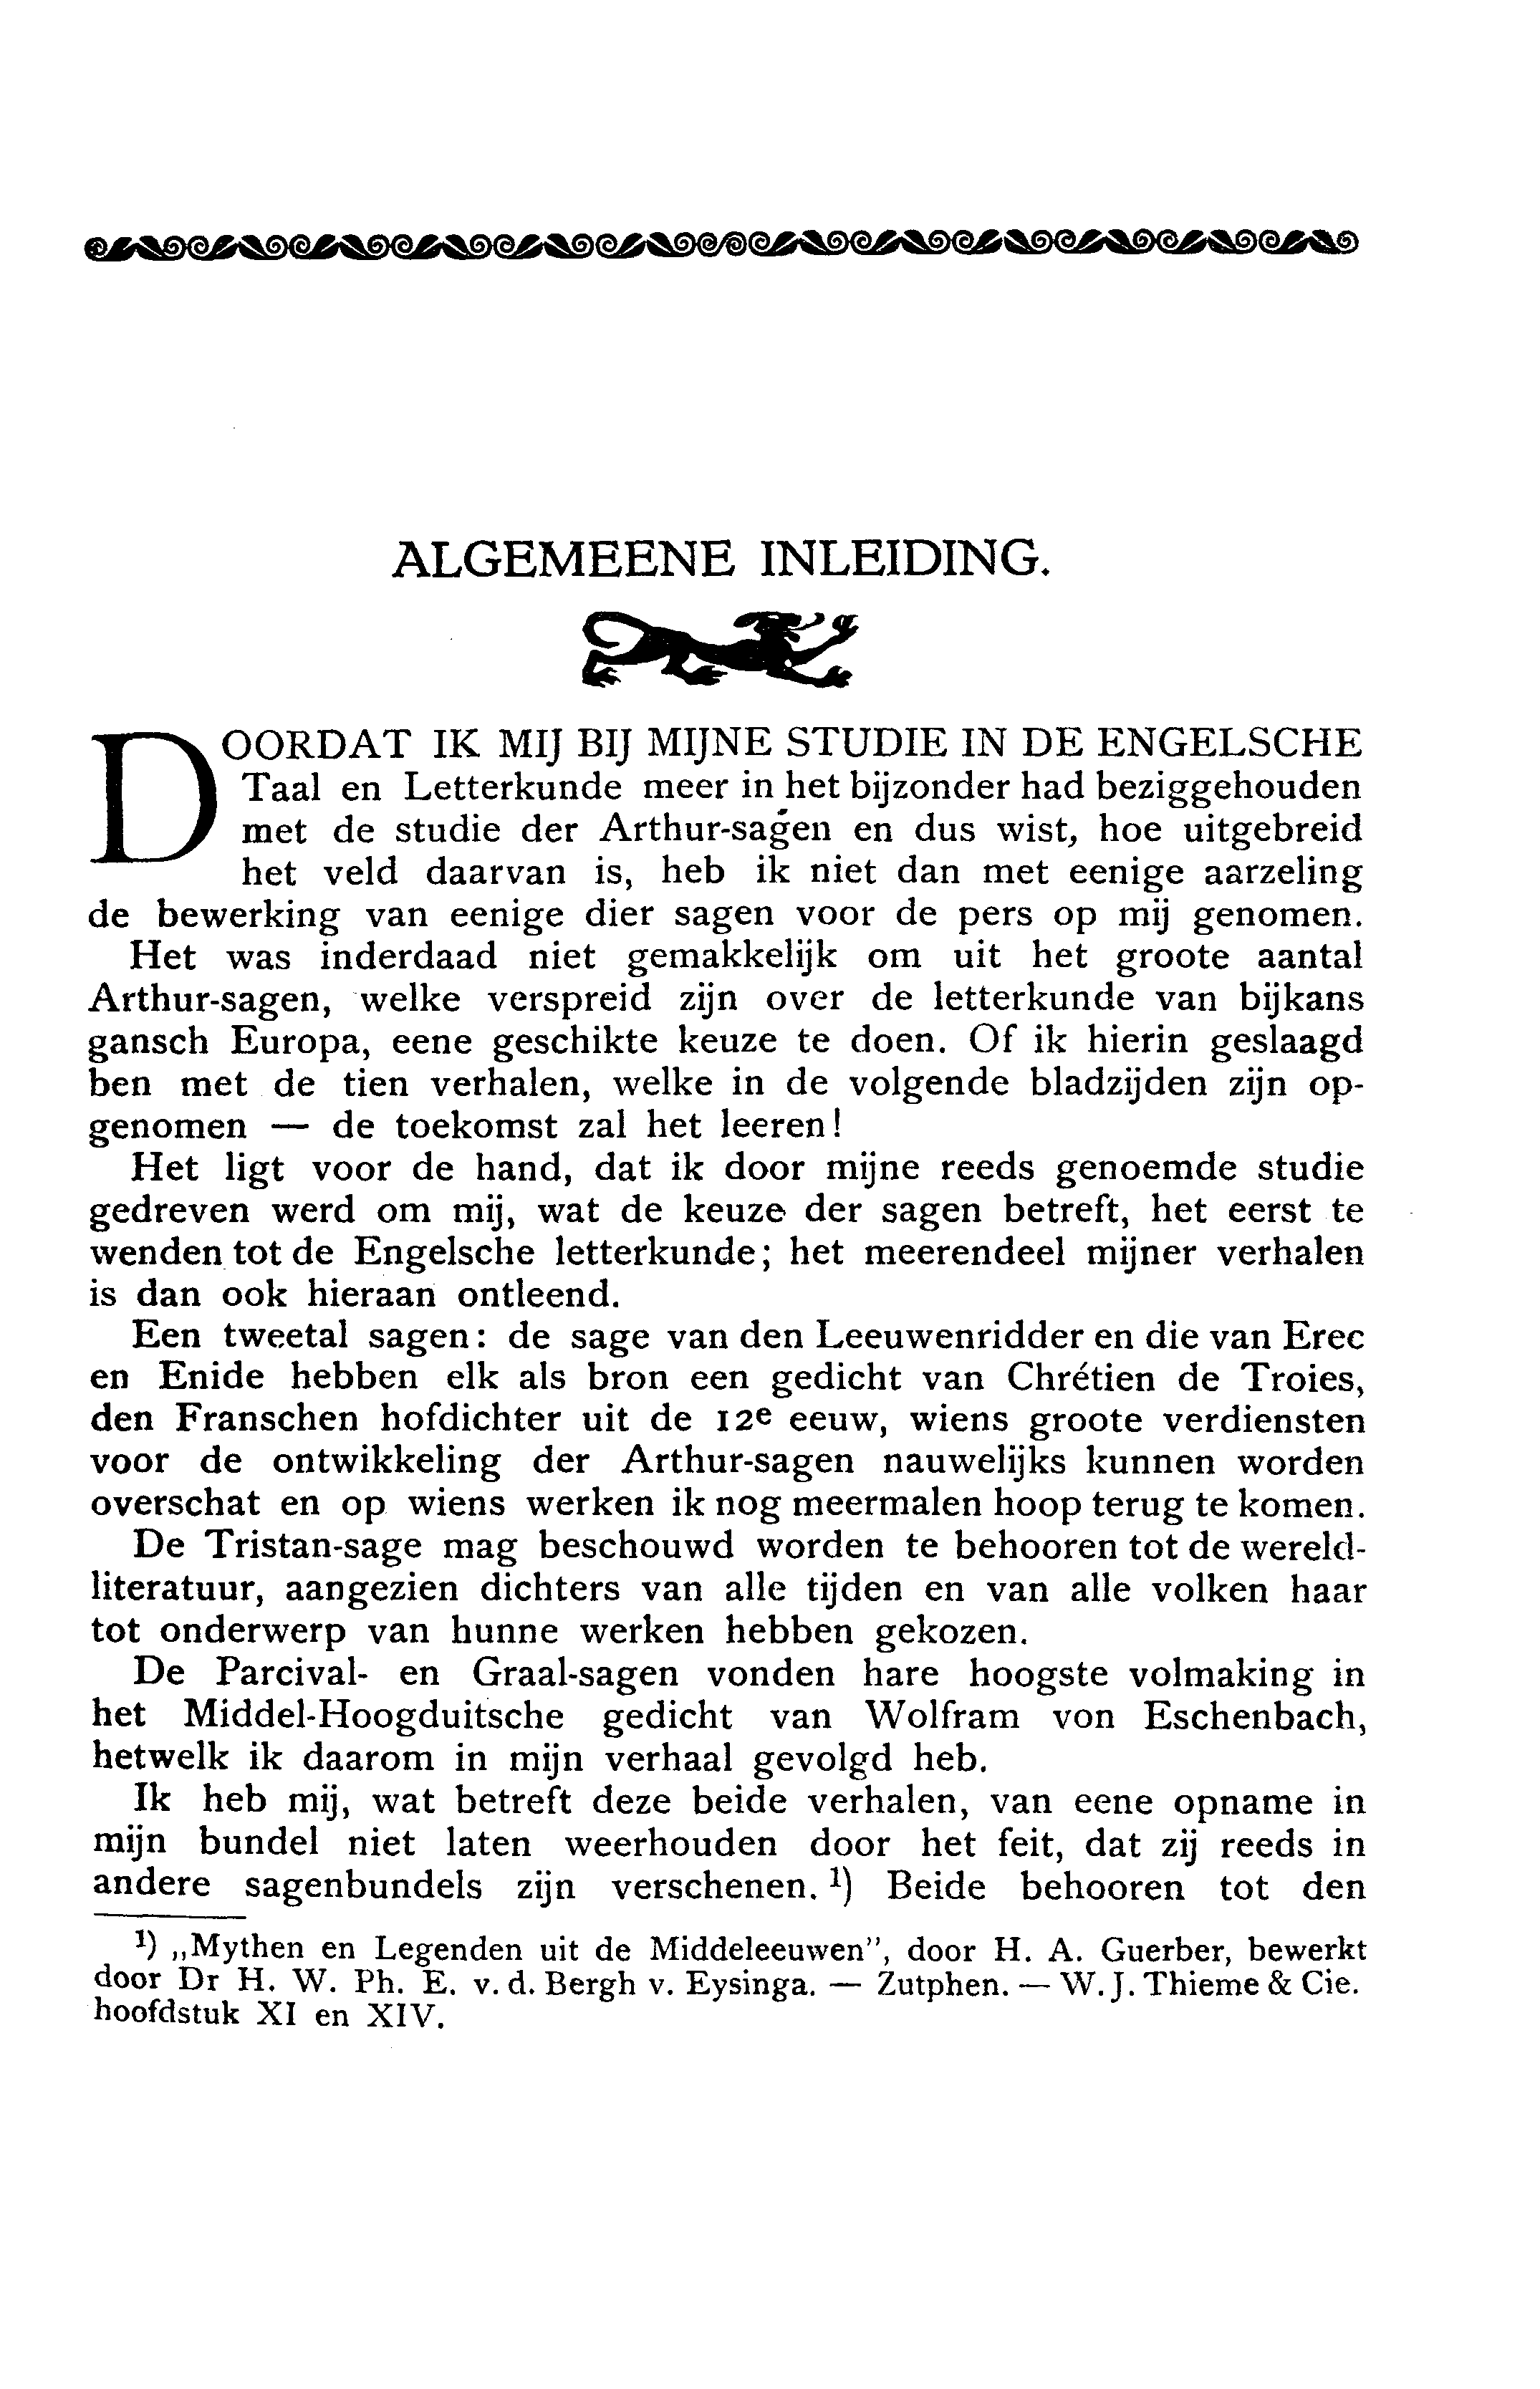 ALGEMEENE INLEIDING.
DOORDAT IK MIJ BIJ MIJNE STUDIE IN DE ENGELSCHE
Taal en Letterkunde meer in het bijzonder had beziggehouden
met de studie der Arthur-sagen en dus wist, hoe uitgebreid
het veld daarvan is, heb ik niet dan met eenige aarzeling
de bewerking van eenige dier sagen voor de pers op mij genomen.
Het was inderdaad niet gemakkelijk om uit het groote aantal
Arthur-sagen, welke verspreid zijn over de letterkunde van bijkans
gansch Europa, eene geschikte keuze te doen. Of ik hierin geslaagd
ben met de tien verhalen, welke in de volgende bladzijden zijn op-
genomen — de toekomst zal het leeren!
Het ligt voor de hand, dat ik door mijne reeds genoemde studie
gedreven werd om mij, wat de keuze der sagen betreft, het eerst te
wenden tot de Engelsche letterkunde; het meerendeel mijner verhalen
is dan ook hieraan ontleend.
Een tweetal sagen: de sage van den Leeuwenridder en die van Erec
en Enide hebben elk als bron een gedicht van Chrétien de Troies,
den Franschen hofdichter uit de 12e eeuw, wiens groote verdiensten
voor de ontwikkeling der Arthur-sagen nauwelijks kunnen worden
overschat en op wiens werken ik nog meermalen hoop terug te komen.
De Tristan-sage mag beschouwd worden te behooren tot de wereld-
literatuur, aangezien dichters van alle tijden en van alle volken haar
tot onderwerp van hunne werken hebben gekozen.
De Parcival- en Graal-sagen vonden hare hoogste volmaking in
het Middel-Hoogduitsche gedicht van Wolfram von Eschenbach,
hetwelk ik daarom in mijn verhaal gevolgd heb.
Ik heb mij, wat betreft deze beide verhalen, van eene opname in
mijn bundel niet laten weerhouden door het feit, dat zij reeds in
andere sagenbundels zijn verschenen. 1) Beide behooren tot den
1) „Mythen en Legenden uit de Middeleeuwen”, door H. A. Guerber, bewerkt
door Dr H. W. Ph. E. v. d. Bergh v. Eysinga. — Zutphen. — W. J. Thieme & Cie.
hoofdstuk XI en XIV.